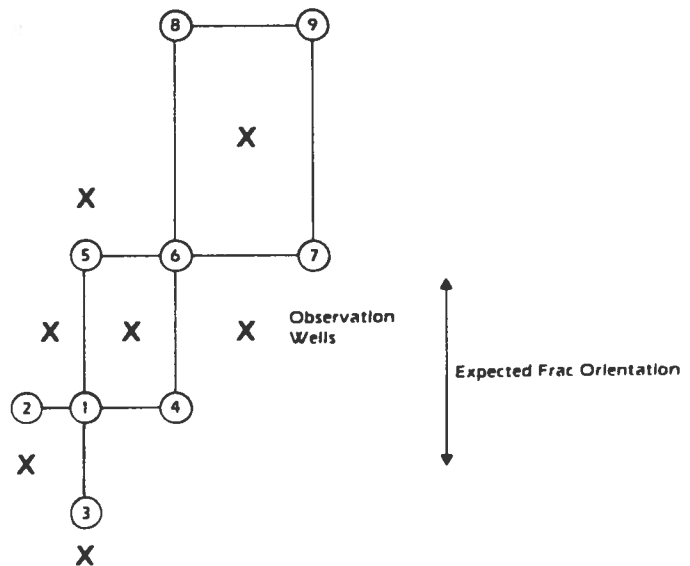 8 9
X
X
5 6 7
X X X Observation
Wells
Expected Frac Orientation
2 1 4
X
3
X